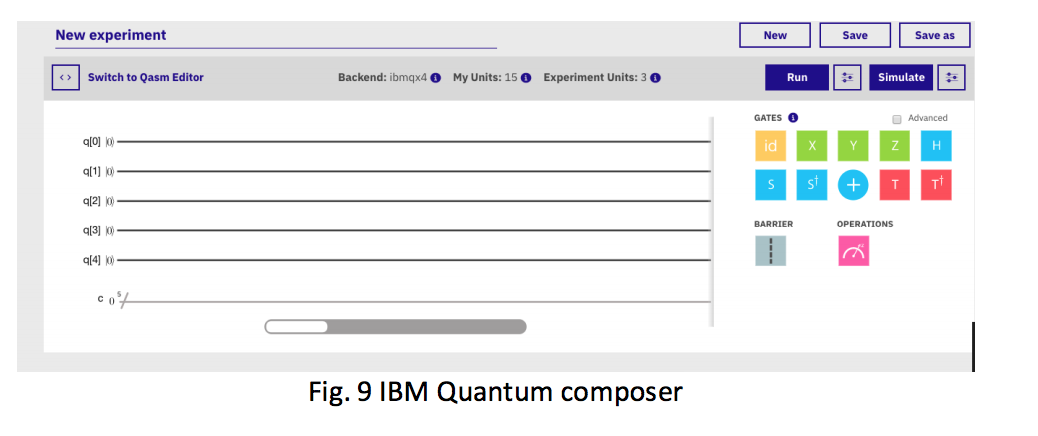 New experiment New Save Save as
<> Switch to Qasm Editor Backend: ibmqx4 i My Units: 15 i Experiment Units: 3 i Run Simulate
GATES i Advanced
id X Y Z H
S S† + T T†
BARRIER OPERATIONS
q[0] |0⟩
q[1] |0⟩
q[2] |0⟩
q[3] |0⟩
q[4] |0⟩
c 0 5/
Fig. 9 IBM Quantum composer